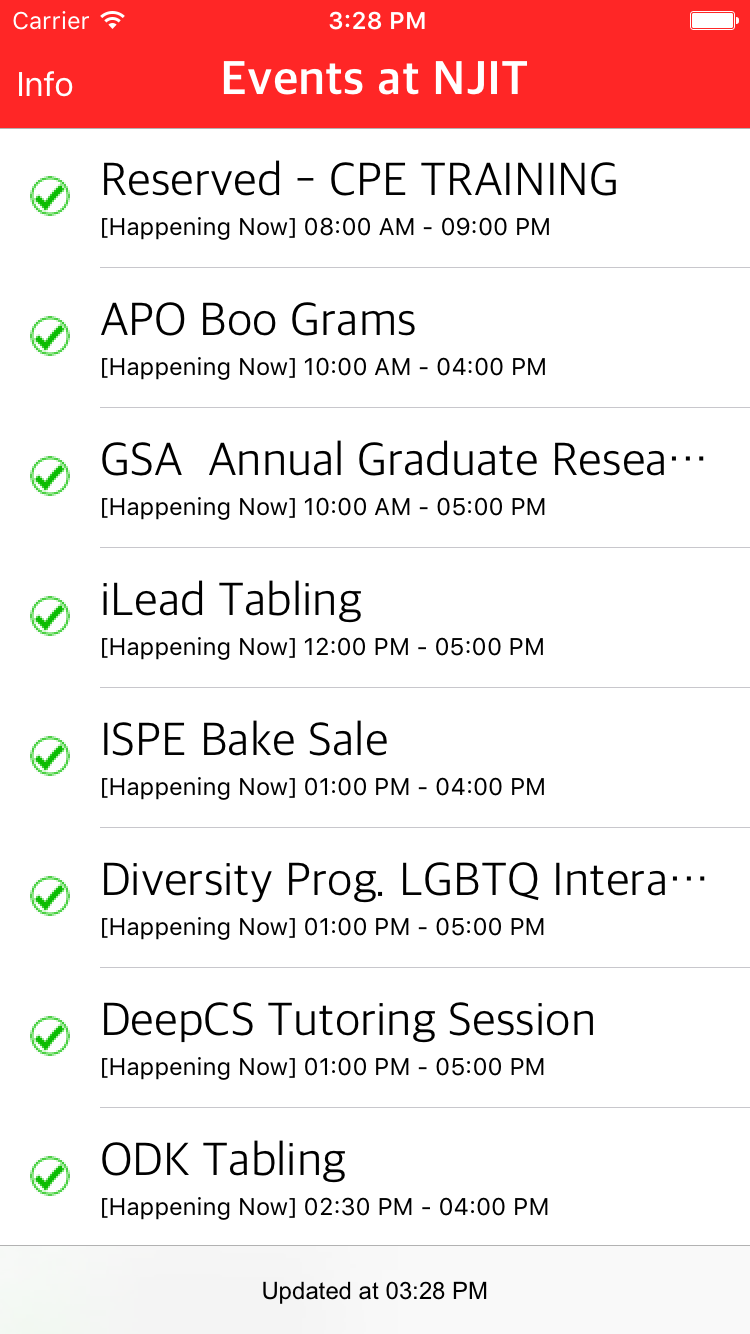 Carrier 3:28 PM
Info Events at NJIT
Reserved - CPE TRAINING
[Happening Now] 08:00 AM - 09:00 PM
APO Boo Grams
[Happening Now] 10:00 AM - 04:00 PM
GSA  Annual Graduate Resea…
[Happening Now] 10:00 AM - 05:00 PM
iLead Tabling
[Happening Now] 12:00 PM - 05:00 PM
ISPE Bake Sale
[Happening Now] 01:00 PM - 04:00 PM
Diversity Prog. LGBTQ Intera…
[Happening Now] 01:00 PM - 05:00 PM
DeepCS Tutoring Session
[Happening Now] 01:00 PM - 05:00 PM
ODK Tabling
[Happening Now] 02:30 PM - 04:00 PM
Updated at 03:28 PM